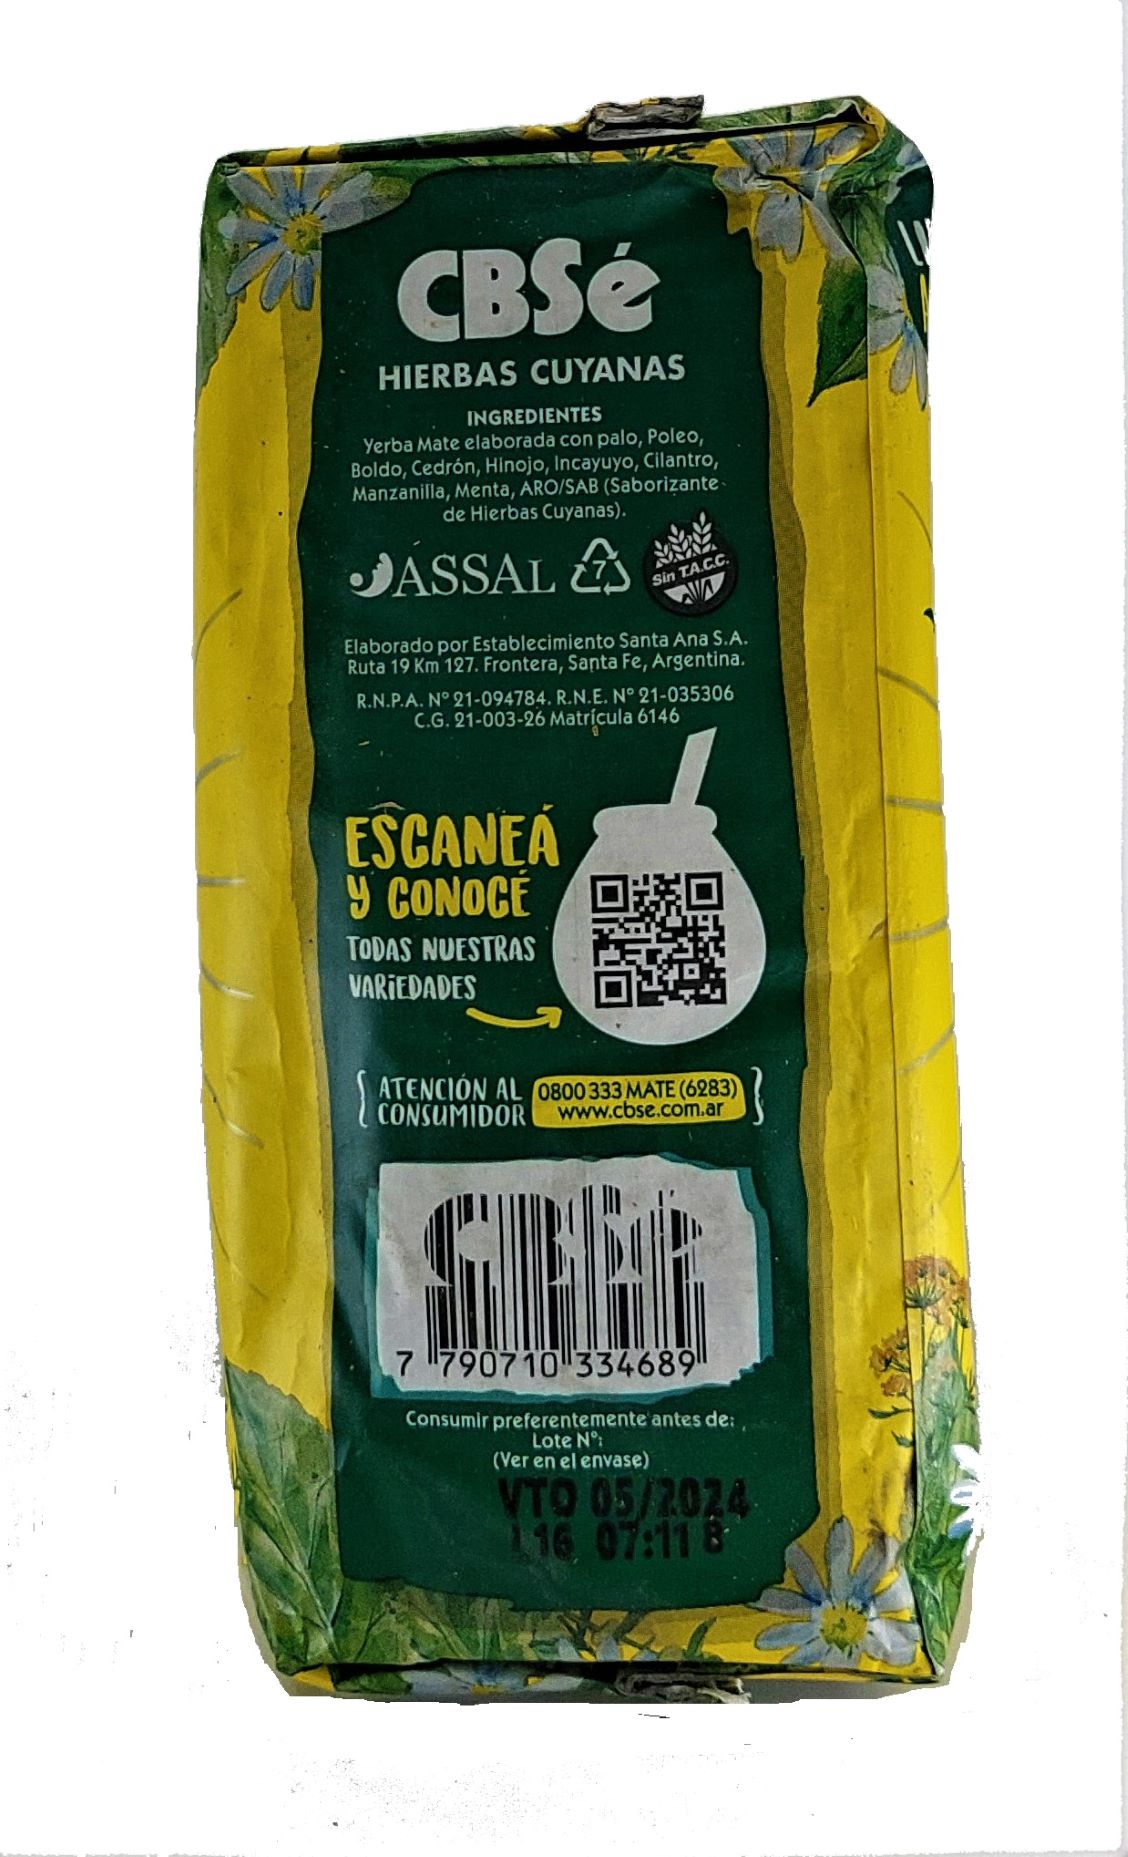 CBSé
HIERBAS CUYANAS
INGREDIENTES
Yerba Mate elaborada con palo, Poleo,
Boldo, Cedrón, Hinojo, Incayuyo, Cilantro,
Manzanilla, Menta, ARO/SAB (Saborizante
de Hierbas Cuyanas).
ASSAL
7
Sin T.A.C.C.
Elaborado por Establecimiento Santa Ana S.A.
Ruta 19 Km 127. Frontera, Santa Fe, Argentina.
R.N.P.A. Nº 21-094784. R.N.E. Nº 21-035306
C.G. 21-003-26 Matrícula 6146
ESCANEÁ
Y CONOCÉ
TODAS NUESTRAS
VARIEDADES
ATENCIÓN AL
CONSUMIDOR
0800 333 MATE (6283)
www.cbse.com.ar
CBSé
7 790710 334689
Consumir preferentemente antes de:
Lote Nº:
(Ver en el envase)
VTO 05/2024
L16 07:11 B